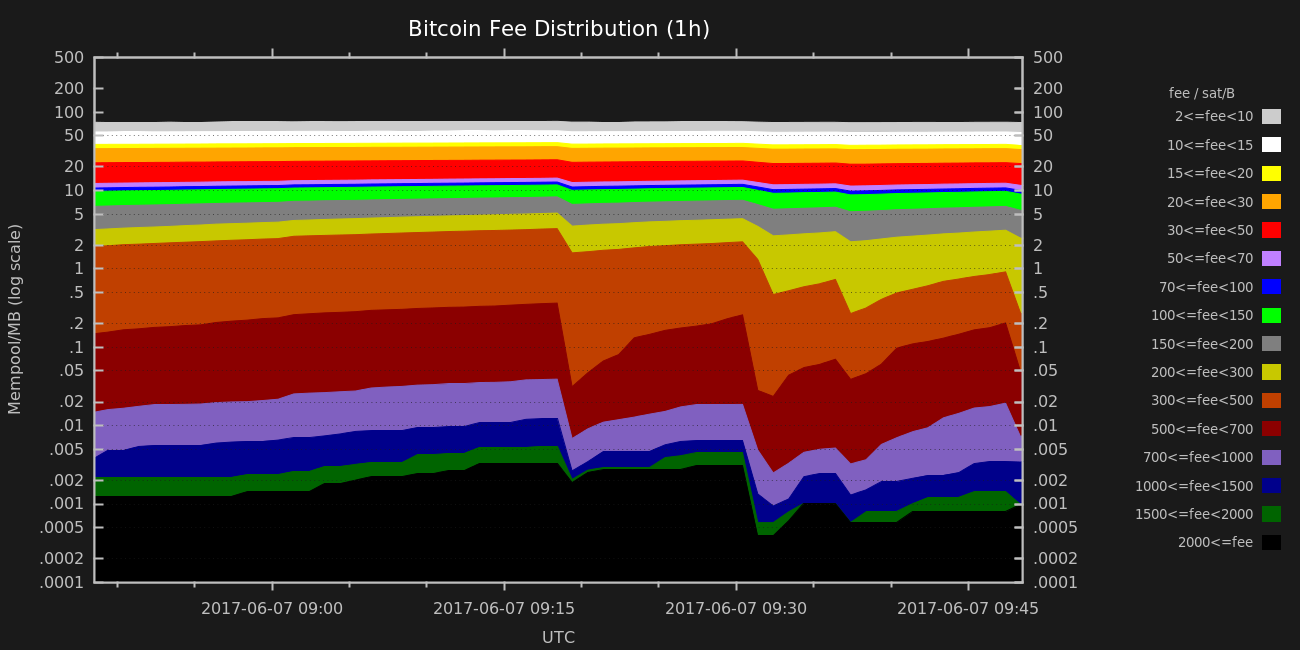 Bitcoin Fee Distribution (1h)
500 500
200 200
100 100
50 50
20 20
10 10
5 5
2 2
1 1
.5 .5
.2 .2
.1 .1
.05 .05
.02 .02
.01 .01
.005 .005
.002 .002
.001 .001
.0005 .0005
.0002 .0002
.0001 .0001
Mempool/MB (log scale)
2017-06-07 09:00 2017-06-07 09:15 2017-06-07 09:30 2017-06-07 09:45
UTC
fee / sat/B
2<=fee<10
10<=fee<15
15<=fee<20
20<=fee<30
30<=fee<50
50<=fee<70
70<=fee<100
100<=fee<150
150<=fee<200
200<=fee<300
300<=fee<500
500<=fee<700
700<=fee<1000
1000<=fee<1500
1500<=fee<2000
2000<=fee